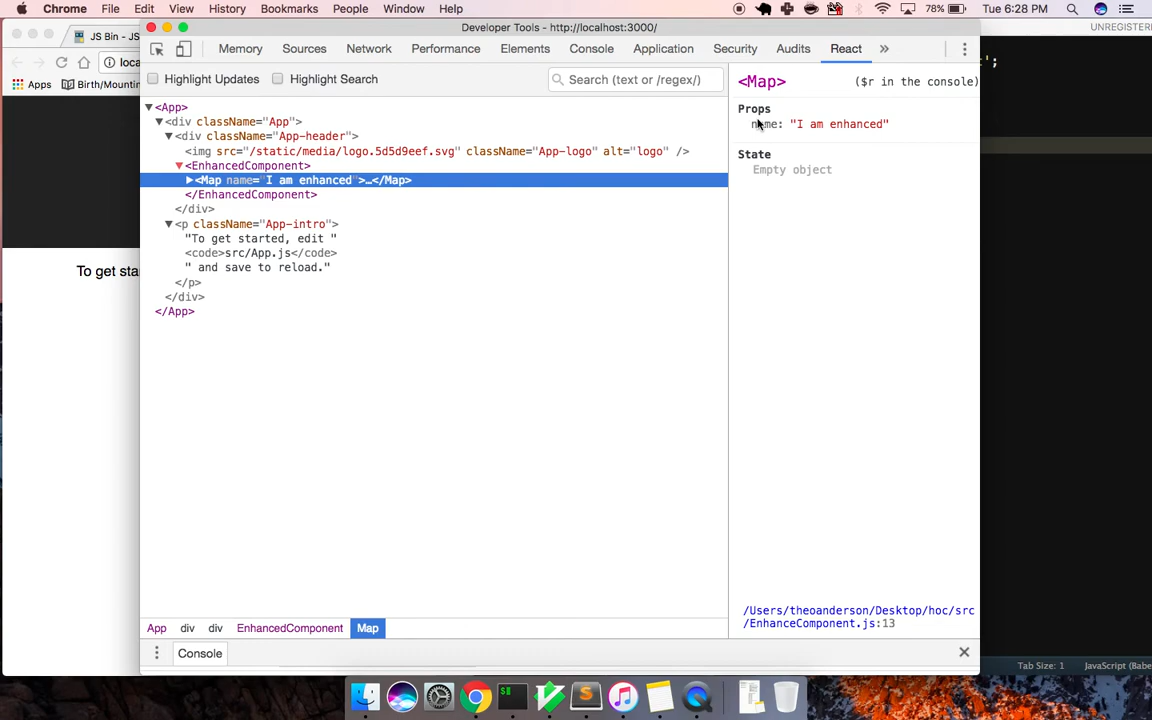 Chrome File Edit View History Bookmarks People Window Help 78% Tue 6:28 PM
Developer Tools - http://localhost:3000/
UNREGISTERED
JS Bin - JS
loca
Apps Birth/Mountin
';
Memory Sources Network Performance Elements Console Application Security Audits React »
Highlight Updates Highlight Search Search (text or /regex/)
<Map> ($r in the console)
Props
name: "I am enhanced"
State
Empty object
<App>
<div className="App">
<div className="App-header">
<img src="/static/media/logo.5d5d9eef.svg" className="App-logo" alt="logo" />
<EnhancedComponent>
<Map name="I am enhanced">…</Map>
</EnhancedComponent>
</div>
<p className="App-intro">
"To get started, edit "
<code>src/App.js</code>
" and save to reload."
</p>
</div>
</App>
To get sta
/Users/theoanderson/Desktop/hoc/src
/EnhanceComponent.js:13
App div div EnhancedComponent Map
Console
Tab Size: 1 JavaScript (Babe